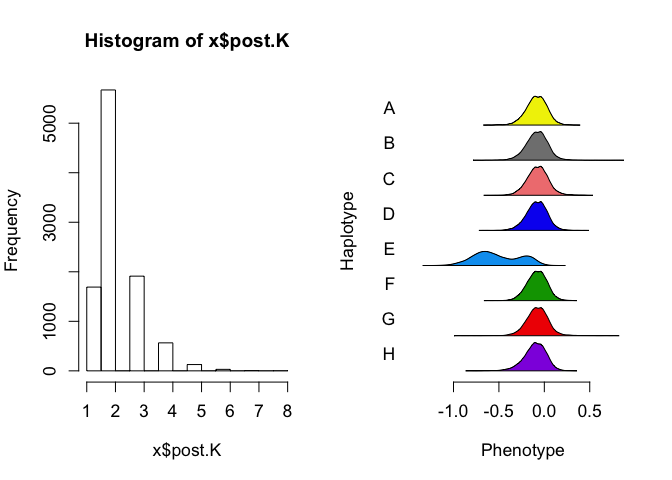 Histogram of x$post.K
Frequency
0
1000
3000
5000
1 2 3 4 5 6 7 8
x$post.K
Haplotype
A
B
C
D
E
F
G
H
-1.0 -0.5 0.0 0.5
Phenotype